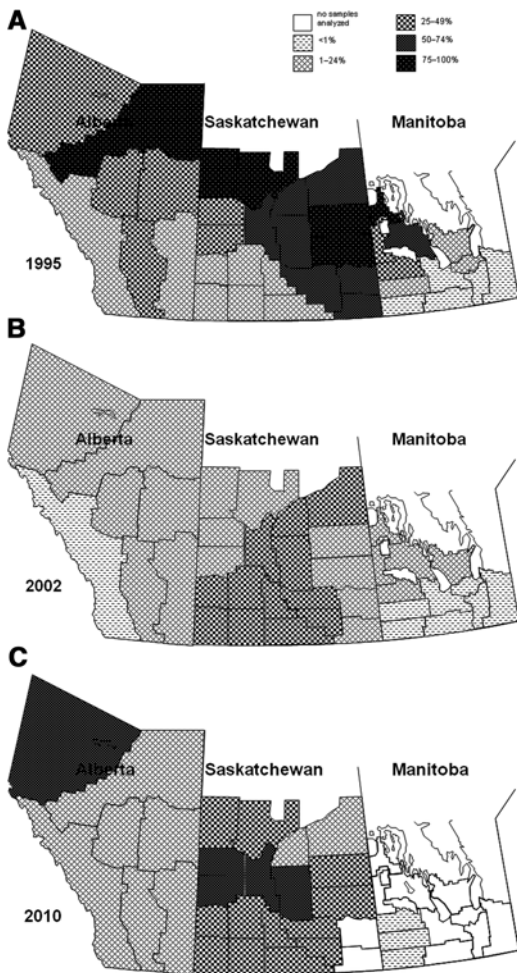 A
no samples
analyzed
<1%
1–24%
25–49%
50–74%
75–100%
Alberta
Saskatchewan
Manitoba
1995
B
Alberta
Saskatchewan
Manitoba
2002
C
Alberta
Saskatchewan
Manitoba
2010